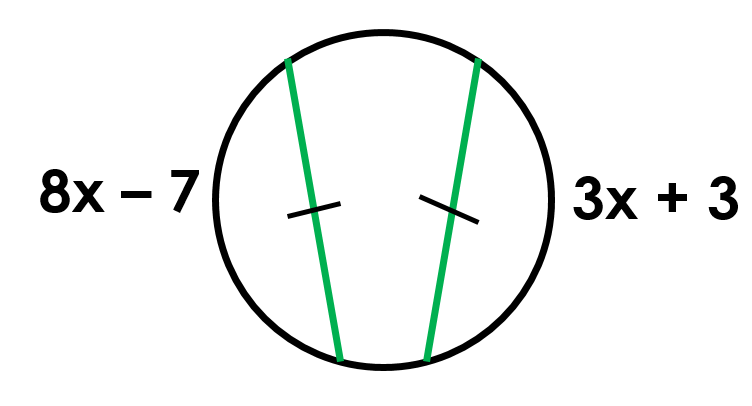 8x – 7
3x + 3